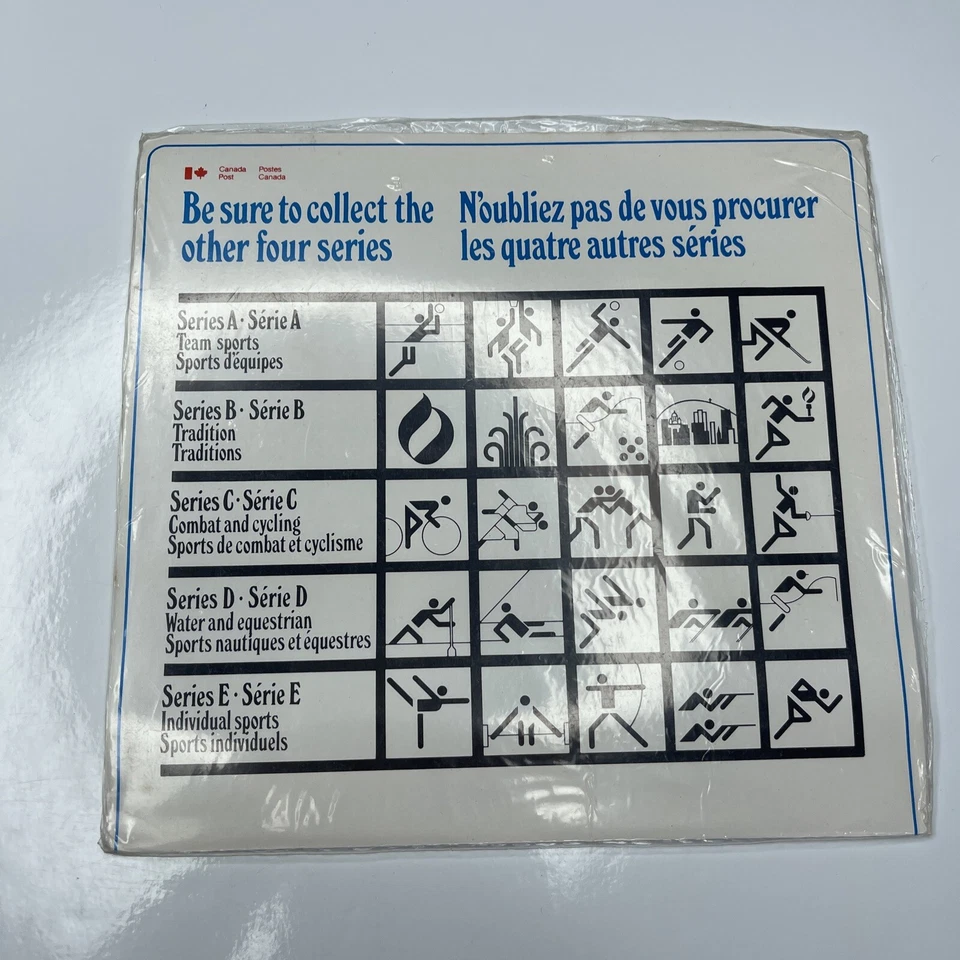 Canada Post
Postes Canada
Be sure to collect the
other four series
N'oubliez pas de vous procurer
les quatre autres séries
Series A · Série A
Team sports
Sports d'équipes
Series B · Série B
Tradition
Traditions
Series C · Série C
Combat and cycling
Sports de combat et cyclisme
Series D · Série D
Water and equestrian
Sports nautiques et équestres
Series E · Série E
Individual sports
Sports individuels